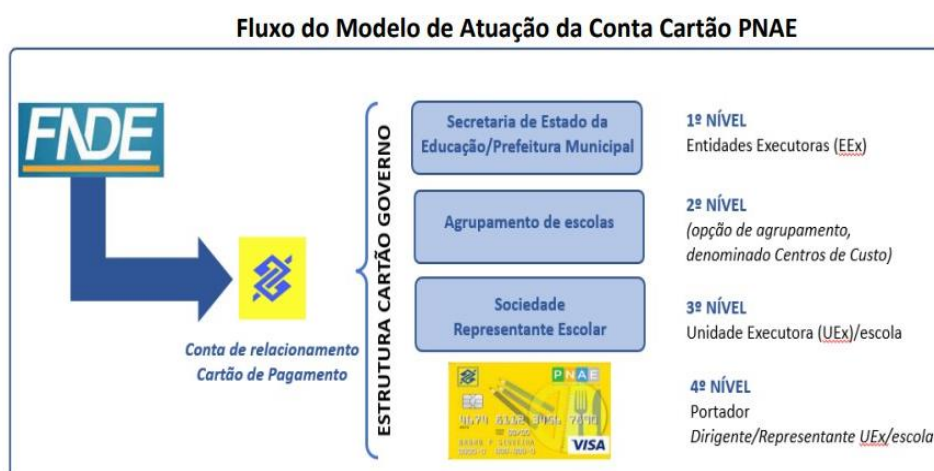 Fluxo do Modelo de Atuação da Conta Cartão PNAE
FNDE
Conta de relacionamento
Cartão de Pagamento
ESTRUTURA CARTÃO GOVERNO
Secretaria de Estado da
Educação/Prefeitura Municipal
1º NÍVEL
Entidades Executoras (EEx)
Agrupamento de escolas
2º NÍVEL
(opção de agrupamento,
denominado Centros de Custo)
Sociedade
Representante Escolar
3º NÍVEL
Unidade Executora (UEx)/escola
PNAE
VISA
4º NÍVEL
Portador
Dirigente/Representante UEx/escola